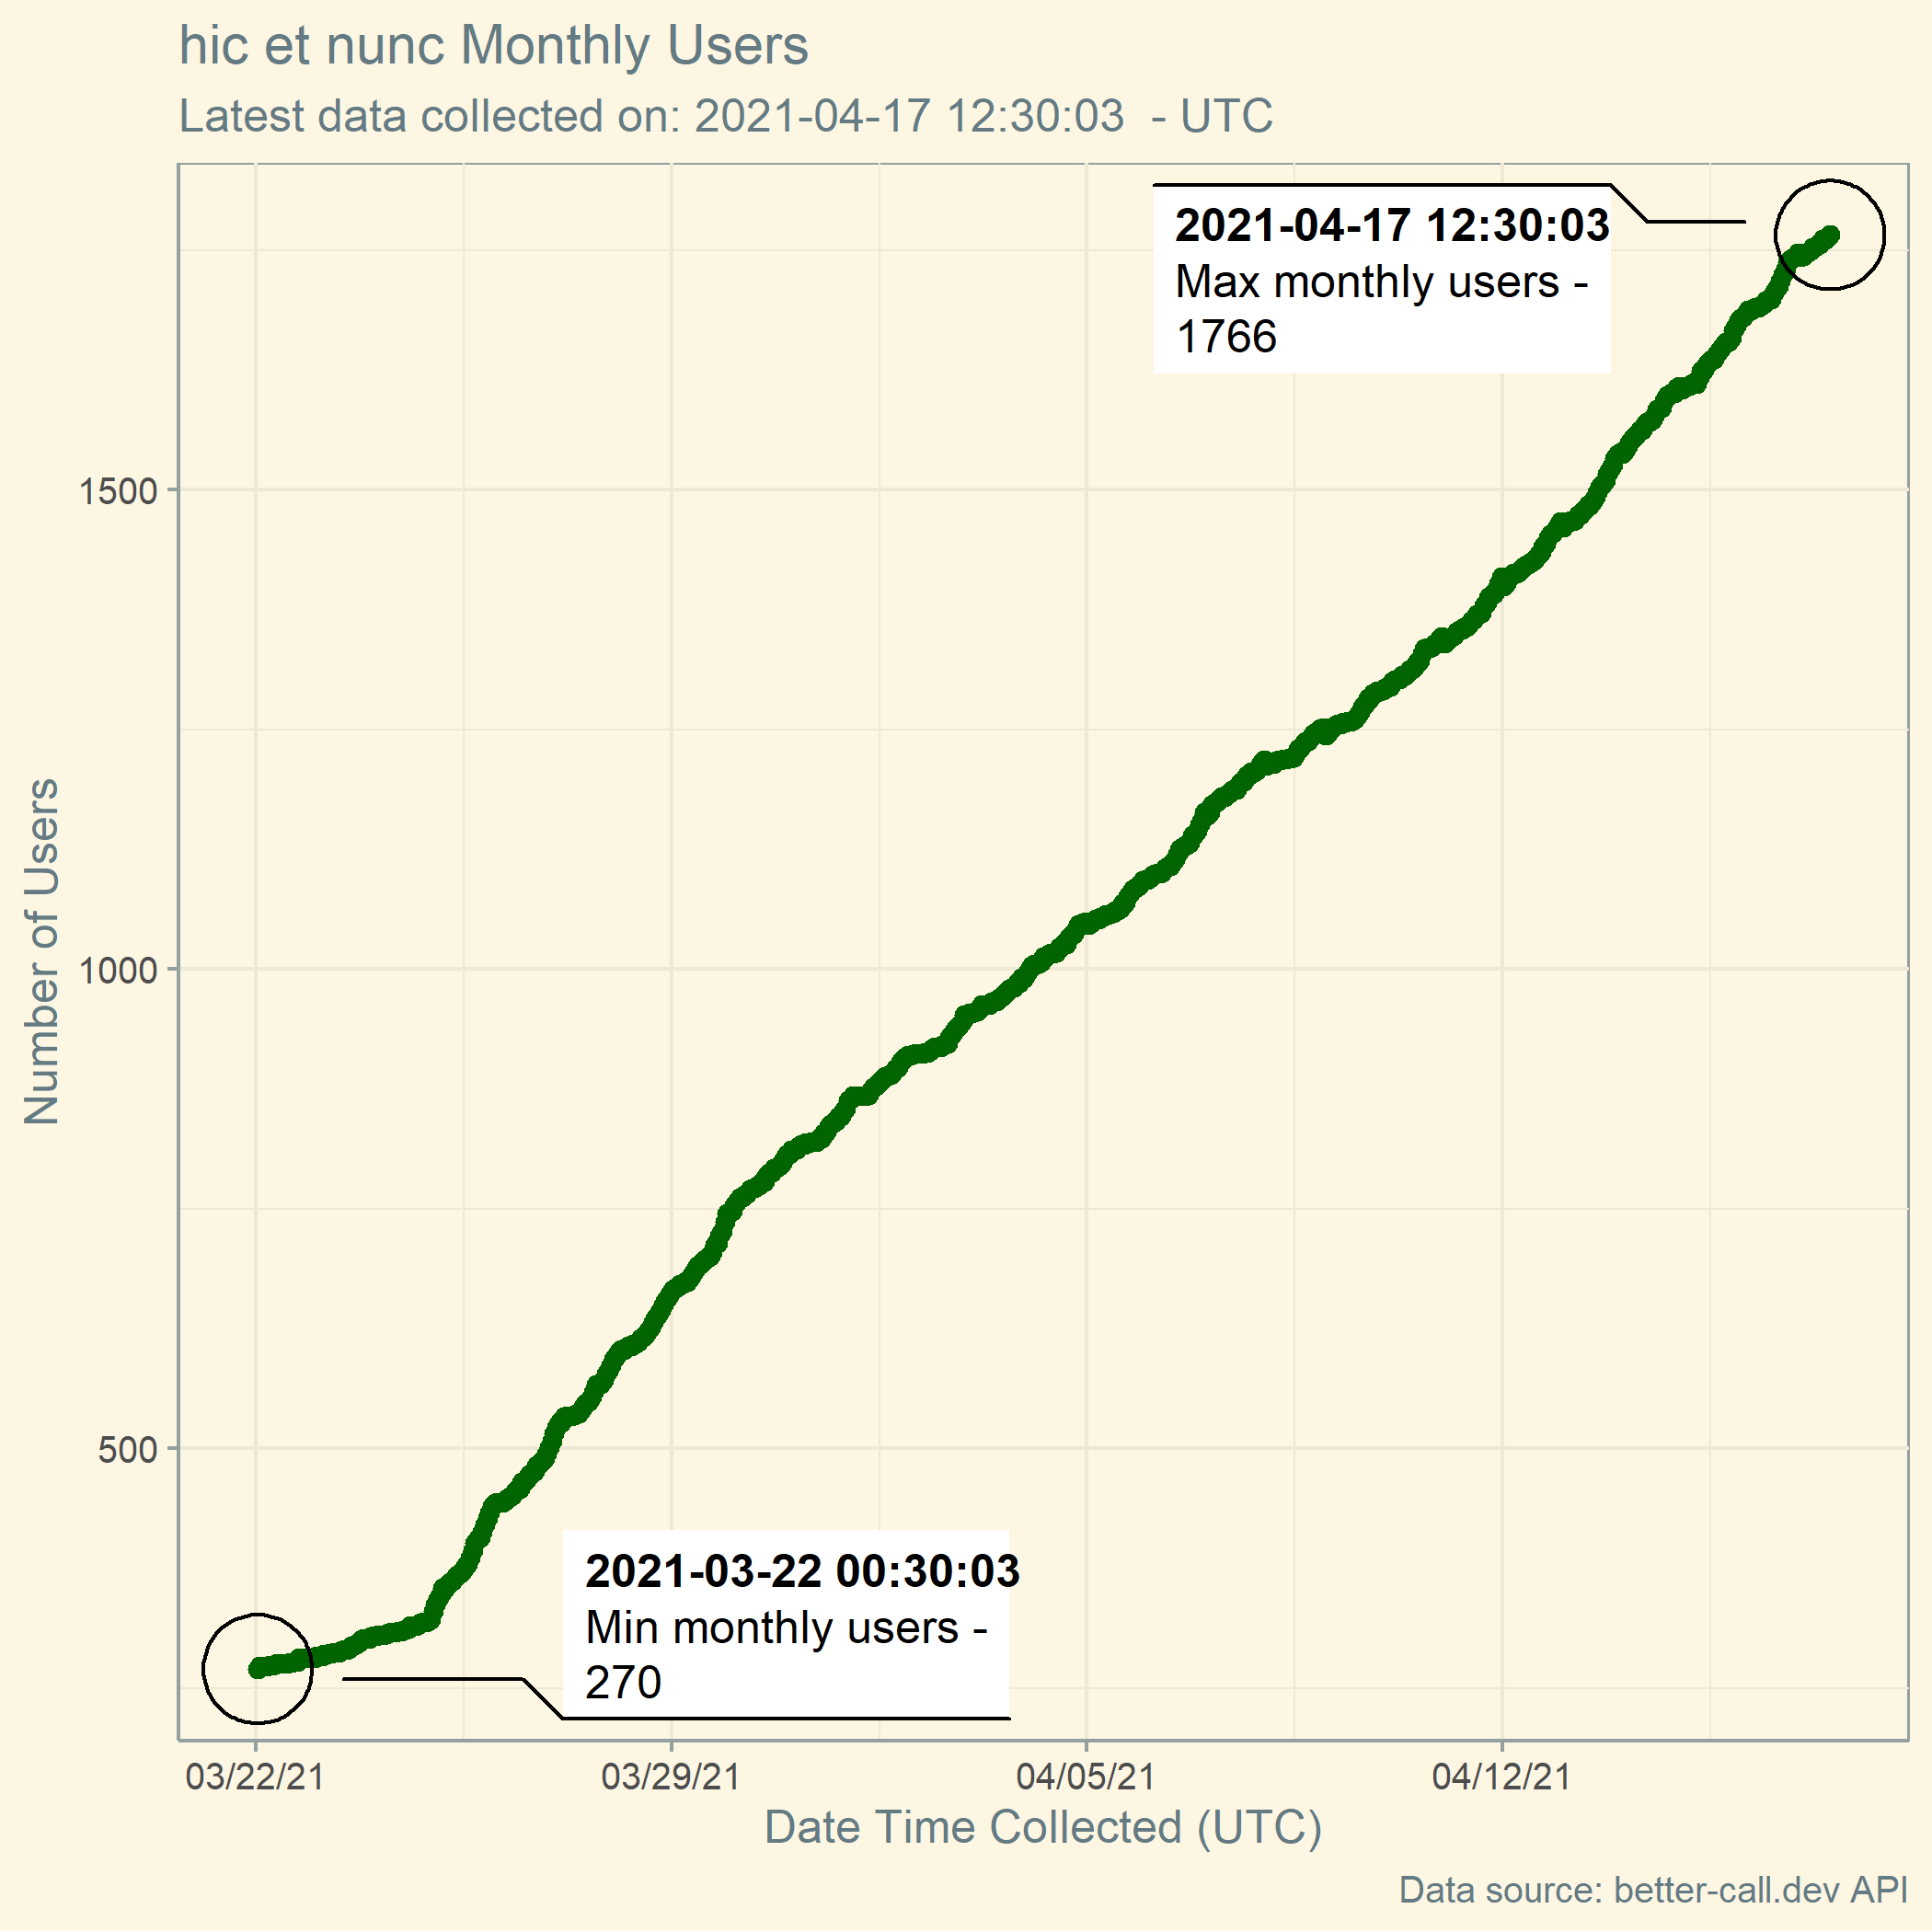 hic et nunc Monthly Users
Latest data collected on: 2021-04-17 12:30:03  - UTC
2021-04-17 12:30:03
Max monthly users -
1766
1500
1000
500
Number of Users
2021-03-22 00:30:03
Min monthly users -
270
03/22/21 03/29/21 04/05/21 04/12/21
Date Time Collected (UTC)
Data source: better-call.dev API